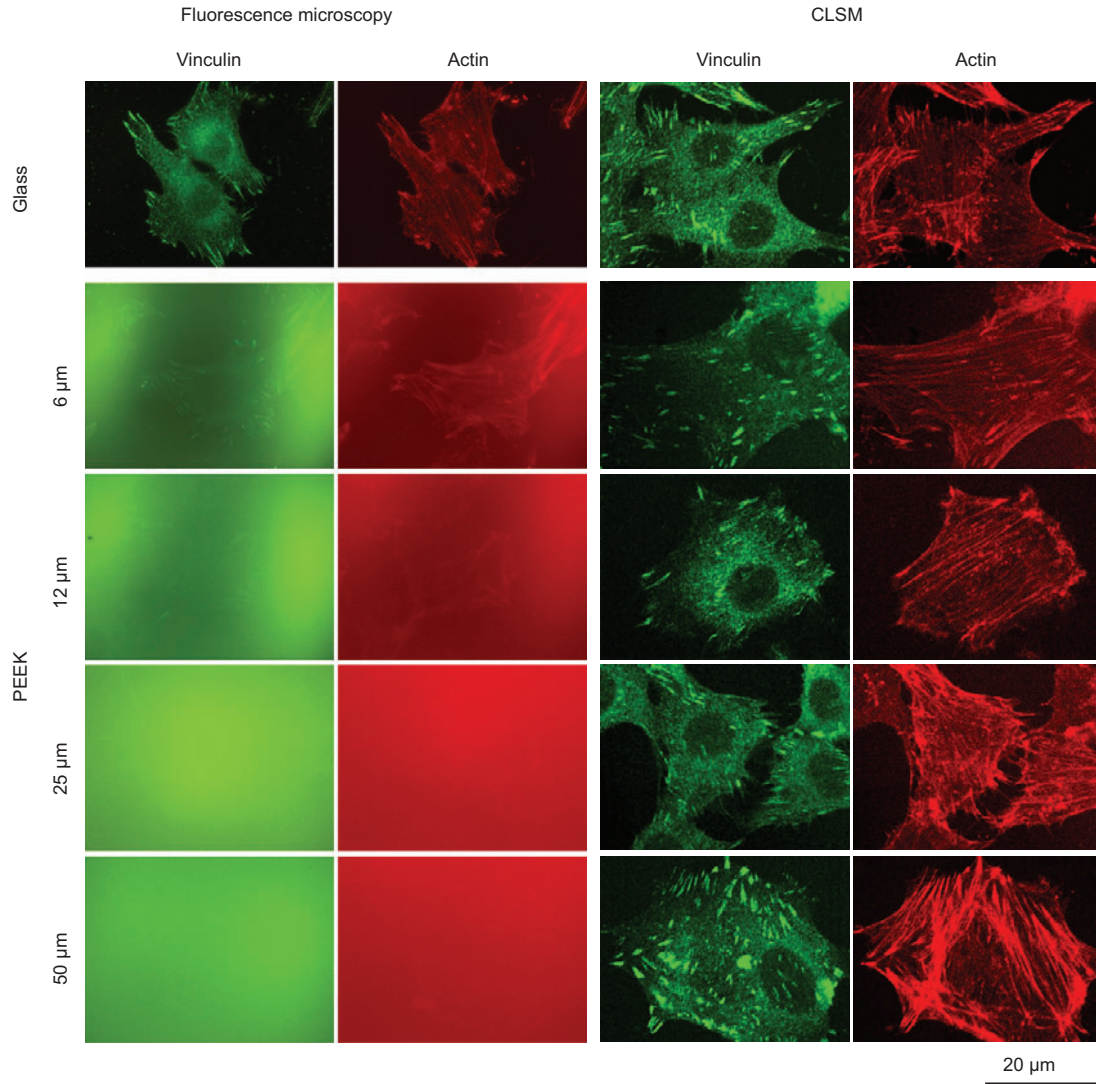 Fluorescence microscopy
CLSM
Vinculin
Actin
Vinculin
Actin
Glass
6 µm
12 µm
PEEK
25 µm
50 µm
20 µm